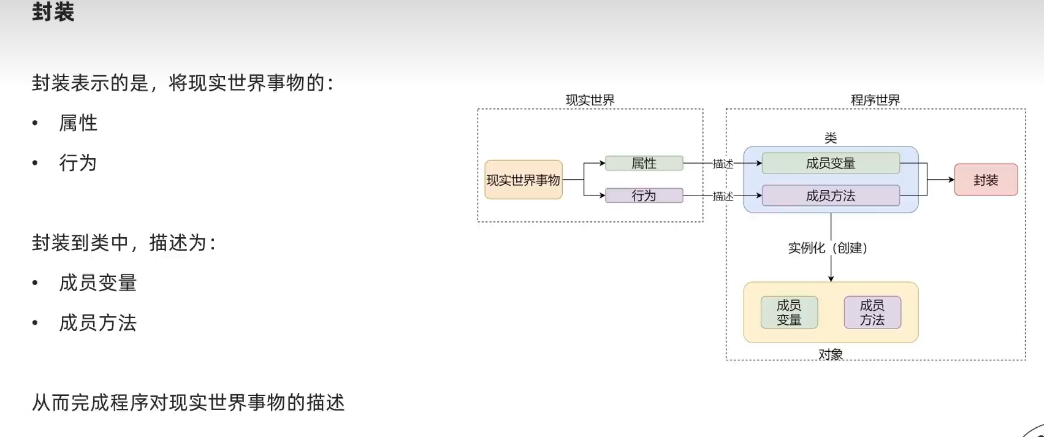 封装
封装表示的是，将现实世界事物的：
• 属性
• 行为
封装到类中，描述为：
• 成员变量
• 成员方法
从而完成程序对现实世界事物的描述
现实世界
现实世界事物
属性
行为
描述
描述
程序世界
类
成员变量
成员方法
封装
实例化（创建）
成员
变量
成员
方法
对象